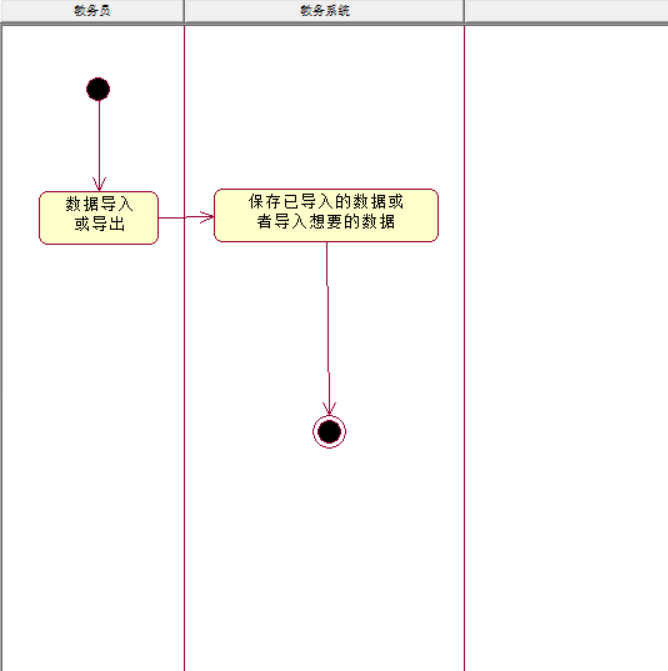 教务员
教务系统
数据导入
或导出
保存已导入的数据或
者导入想要的数据